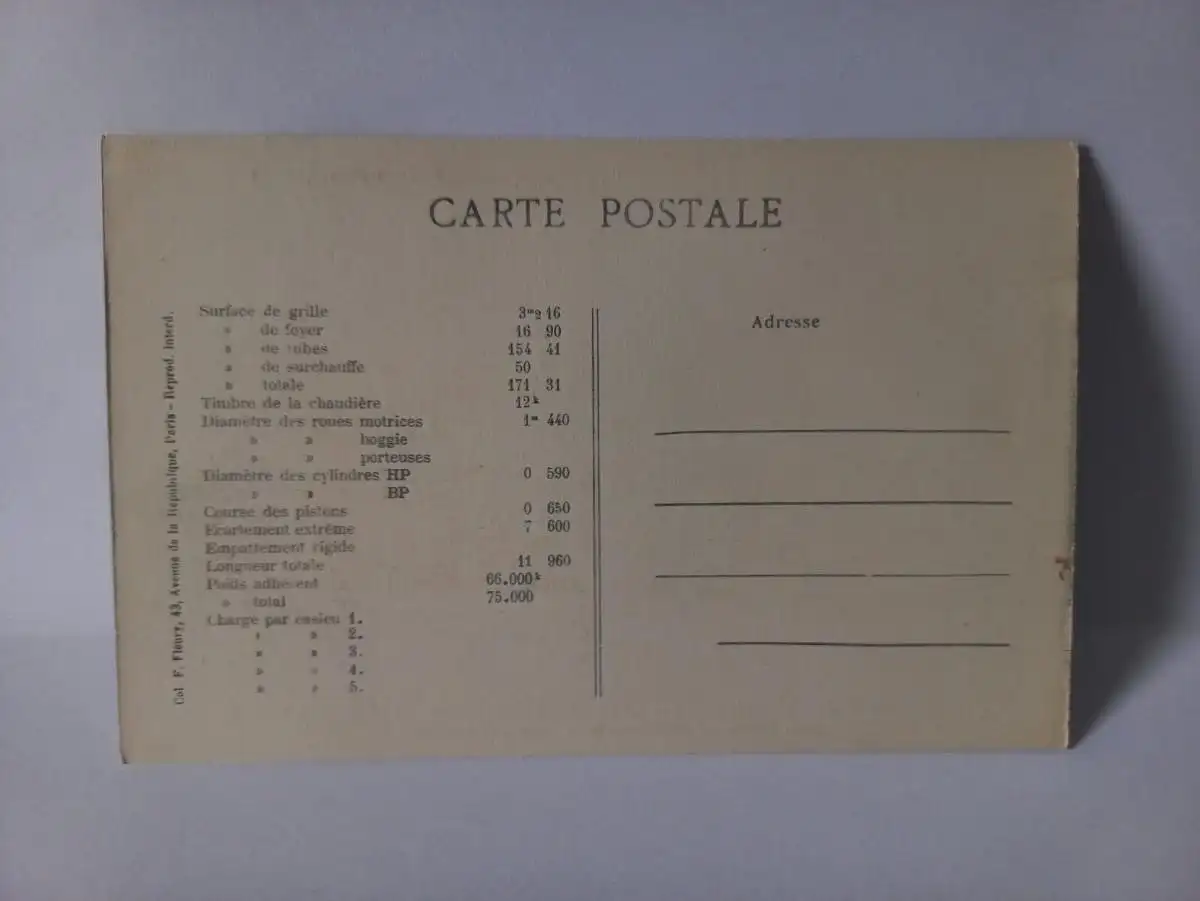 CARTE POSTALE
Surface de grille 3m2 16
» de foyer 16 90
» de tubes 154 41
» de surchauffe 50
» totale 171 31
Timbre de la chaudière 12k
Diamètre des roues motrices 1m 440
» » boggie
» » porteuses
Diamètre des cylindres HP 0 590
» » BP
Course des pistons 0 650
Ecartement extrême 7 600
Empattement rigide
Longueur totale 11 960
Poids adhérent 66.000k
» total 75.000
Charge par essieu 1.
» » 2.
» » 3.
» » 4.
» » 5.
Col. F. Fleury, 43, Avenue de la République, Paris - Reprod. interd.
Adresse